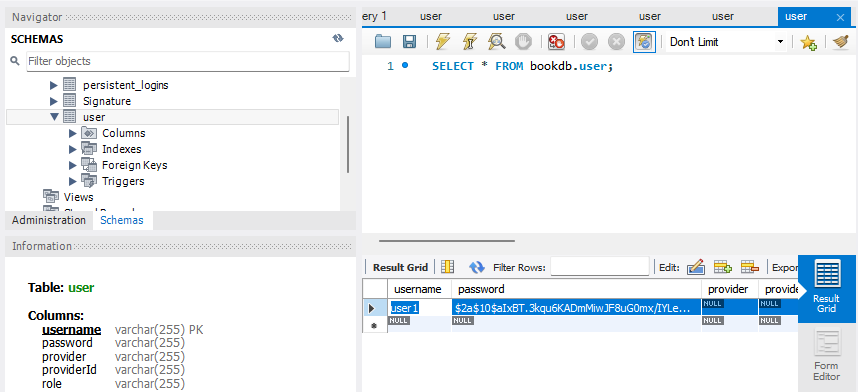 Navigator
SCHEMAS
Filter objects
persistent_logins
Signature
user
Columns
Indexes
Foreign Keys
Triggers
Views
Administration Schemas
Information
Table: user
Columns:
username varchar(255) PK
password varchar(255)
provider varchar(255)
providerId varchar(255)
role varchar(255)
ery 1 user user user user user user
Don't Limit
1 SELECT * FROM bookdb.user;
Result Grid Filter Rows: Edit: Expor
username password provider provide
user1 $2a$10$aIxBT.3kqu6KADmMiwJF8uG0mx/IYLe... NULL NULL
NULL NULL NULL NULL
Result
Grid
Form
Editor